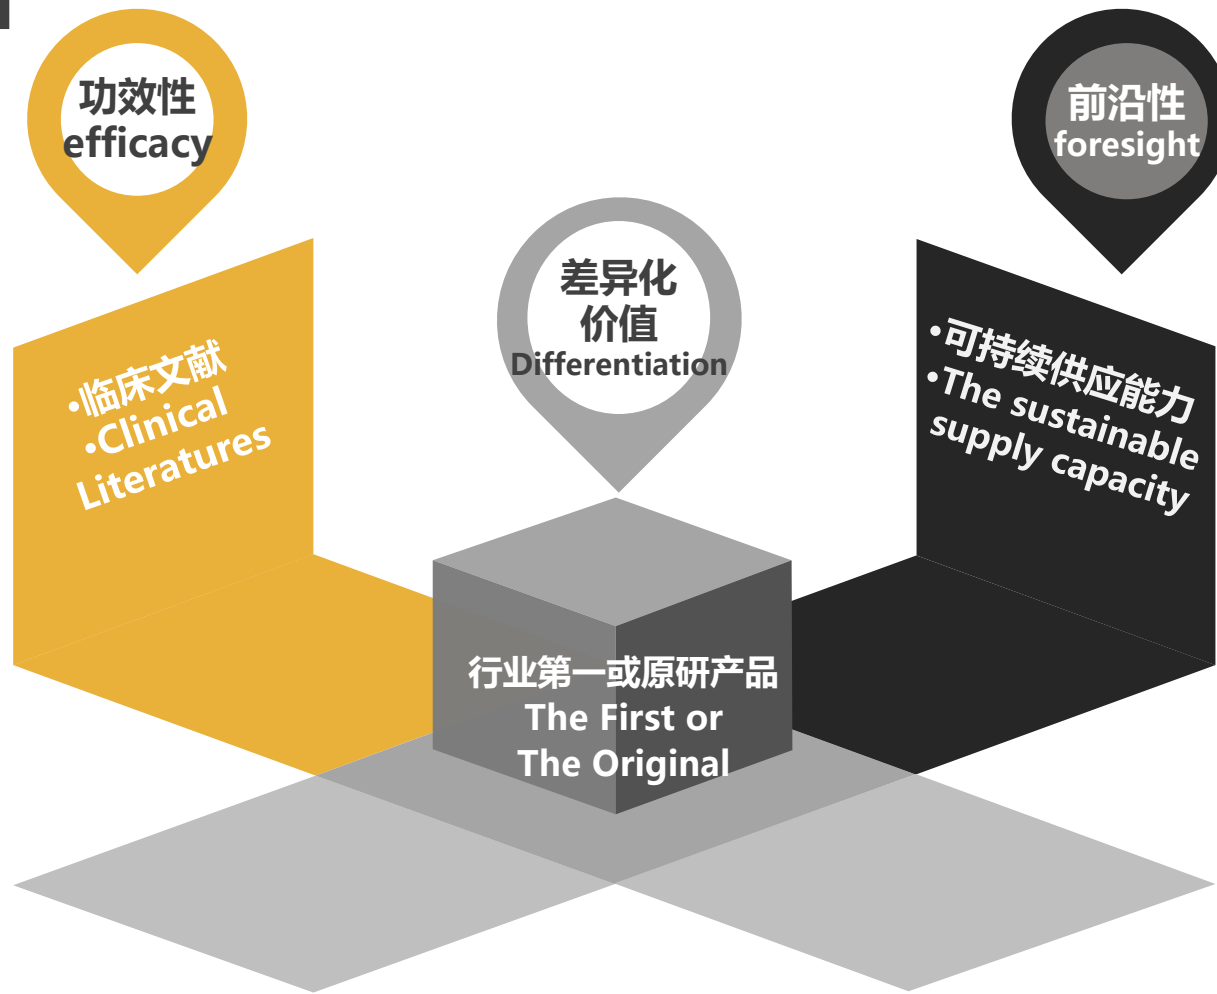 功效性
efficacy
•临床文献
•Clinical
Literatures
差异化
价值
Differentiation
行业第一或原研产品
The First or
The Original
前沿性
foresight
•可持续供应能力
•The sustainable
supply capacity